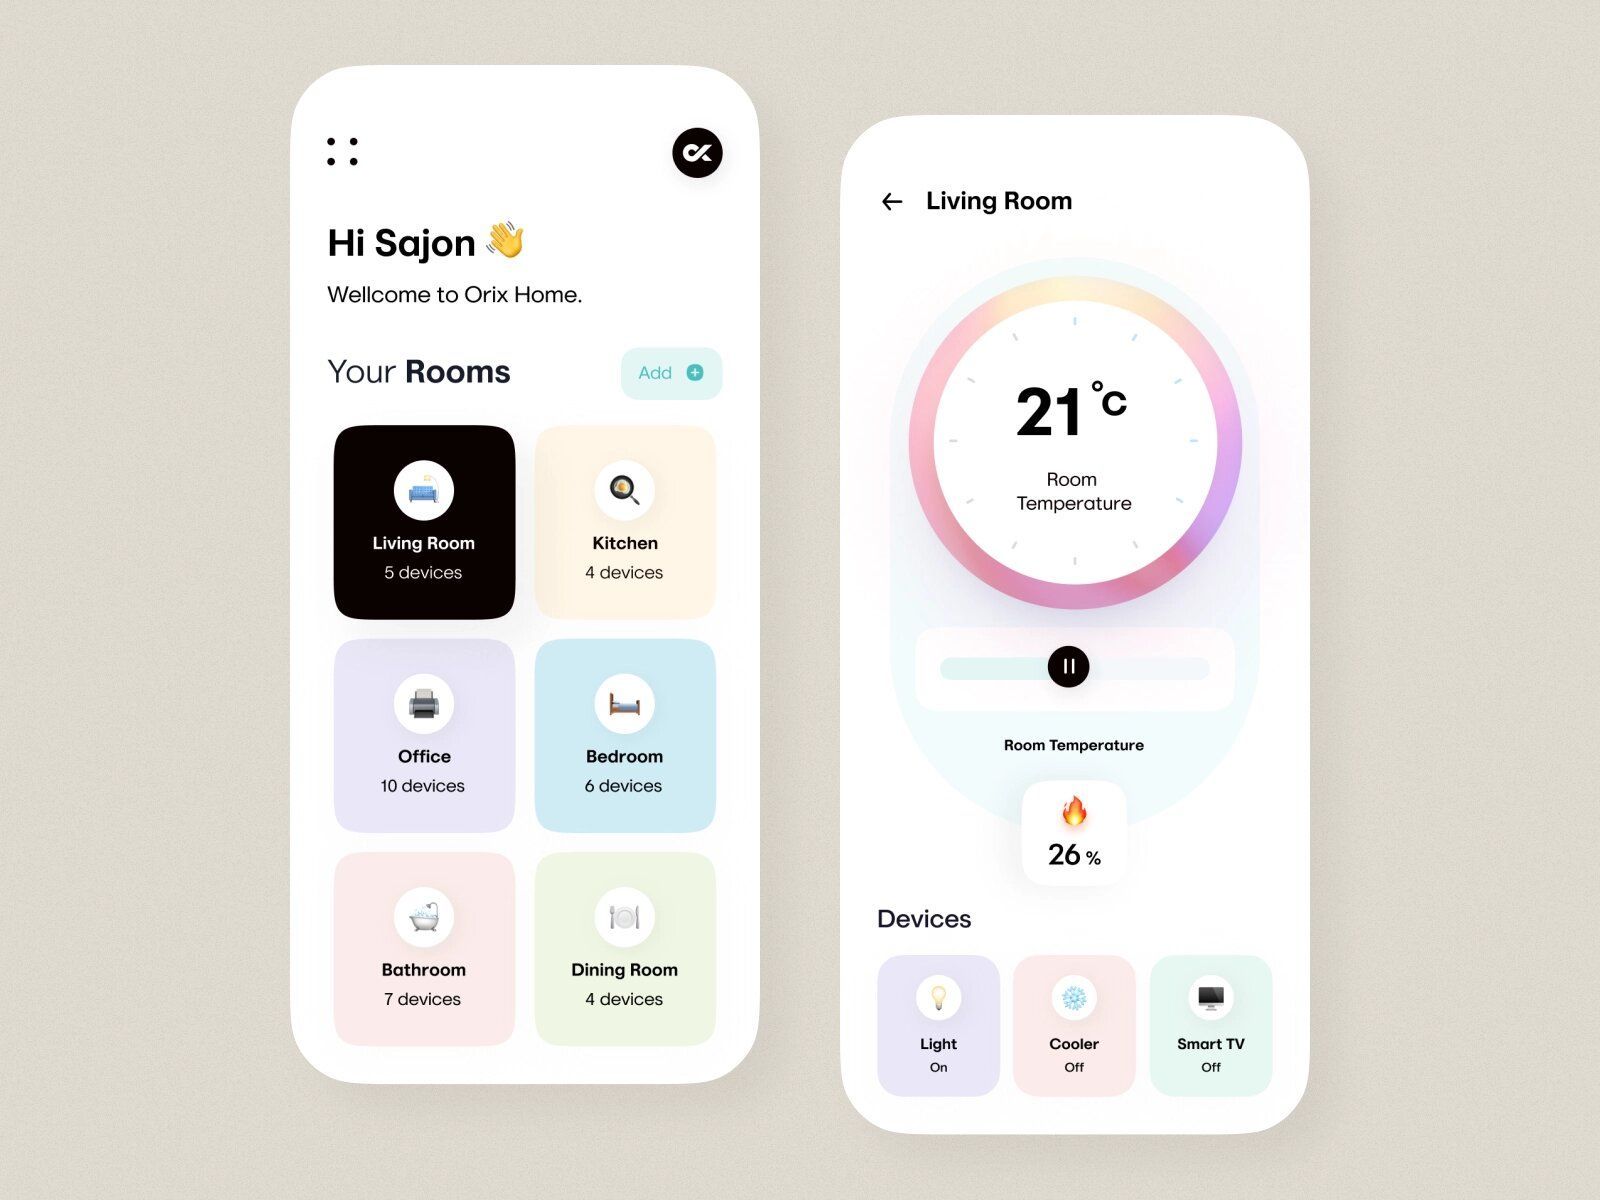 Hi Sajon
Wellcome to Orix Home.
Your Rooms
Add
Living Room
5 devices
Kitchen
4 devices
Office
10 devices
Bedroom
6 devices
Bathroom
7 devices
Dining Room
4 devices
Living Room
21°C
Room
Temperature
Room Temperature
26 %
Devices
Light
On
Cooler
Off
Smart TV
Off